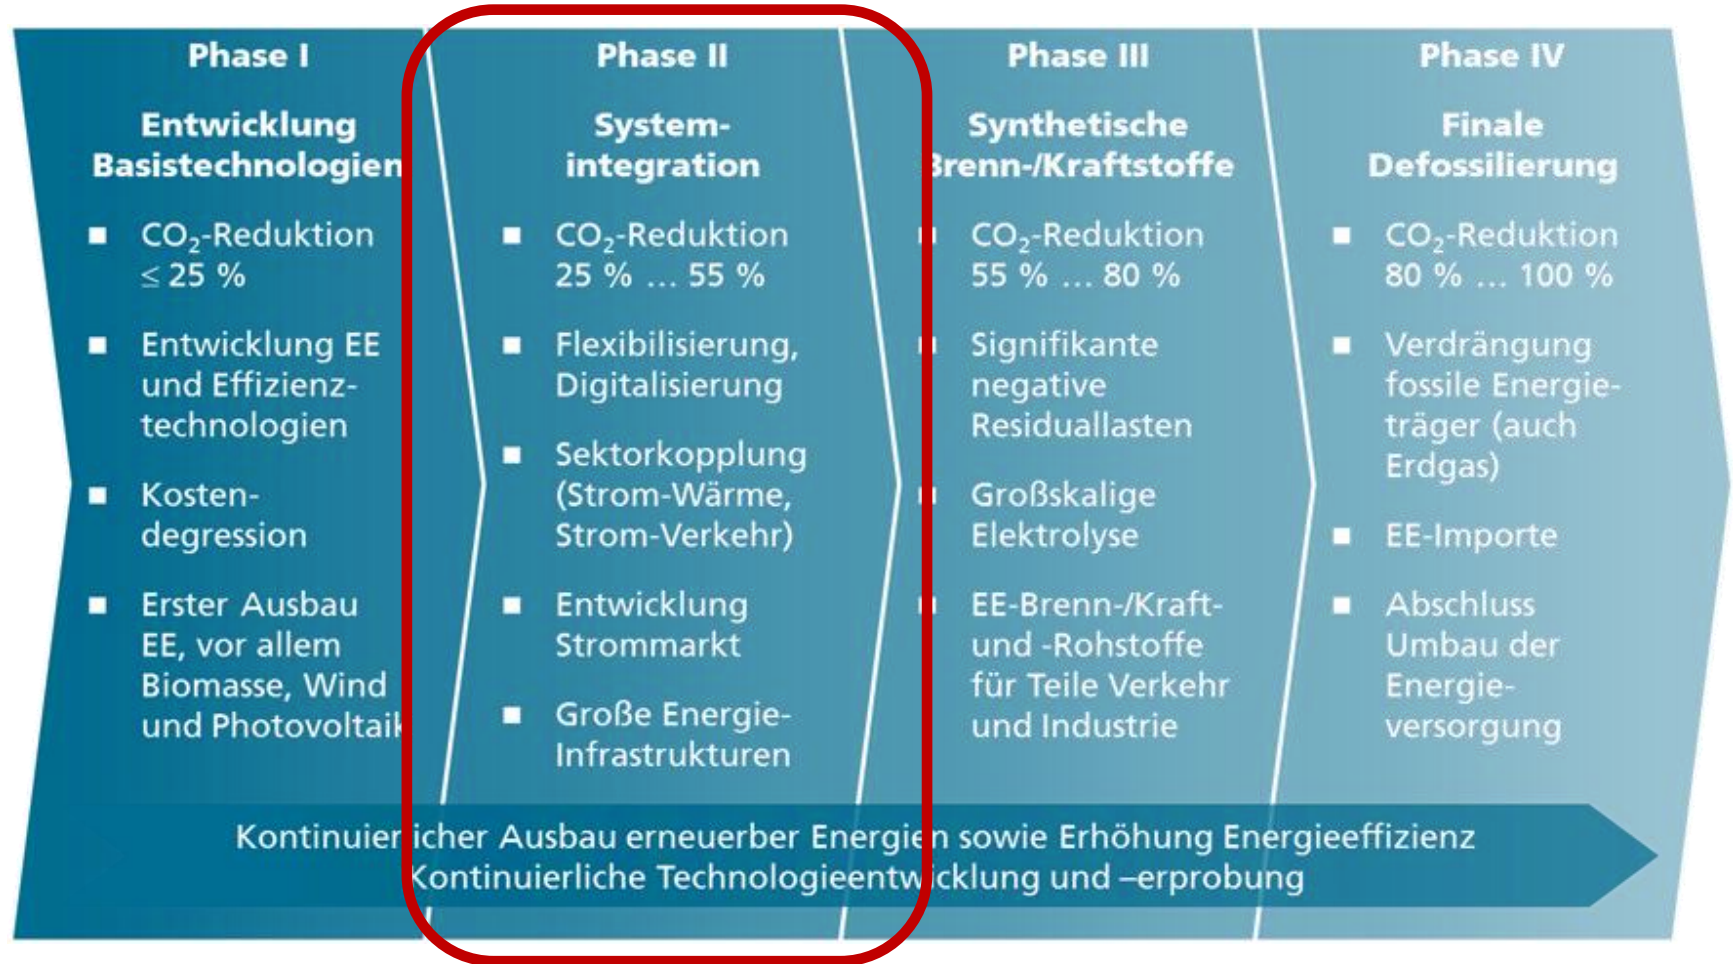 Phase I
Entwicklung
Basistechnologien
CO₂-Reduktion
≤ 25 %
Entwicklung EE
und Effizienz-
technologien
Kosten-
degression
Erster Ausbau
EE, vor allem
Biomasse, Wind
und Photovoltaik
Phase II
System-
integration
CO₂-Reduktion
25 % ... 55 %
Flexibilisierung,
Digitalisierung
Sektorkopplung
(Strom-Wärme,
Strom-Verkehr)
Entwicklung
Strommarkt
Große Energie-
Infrastrukturen
Phase III
Synthetische
Brenn-/Kraftstoffe
CO₂-Reduktion
55 % ... 80 %
Signifikante
negative
Residuallasten
Großskalige
Elektrolyse
EE-Brenn-/Kraft-
und -Rohstoffe
für Teile Verkehr
und Industrie
Phase IV
Finale
Defossilierung
CO₂-Reduktion
80 % ... 100 %
Verdrängung
fossile Energie-
träger (auch
Erdgas)
EE-Importe
Abschluss
Umbau der
Energie-
versorgung
Kontinuierlicher Ausbau erneuerber Energien sowie Erhöhung Energieeffizienz
Kontinuierliche Technologieentwicklung und –erprobung